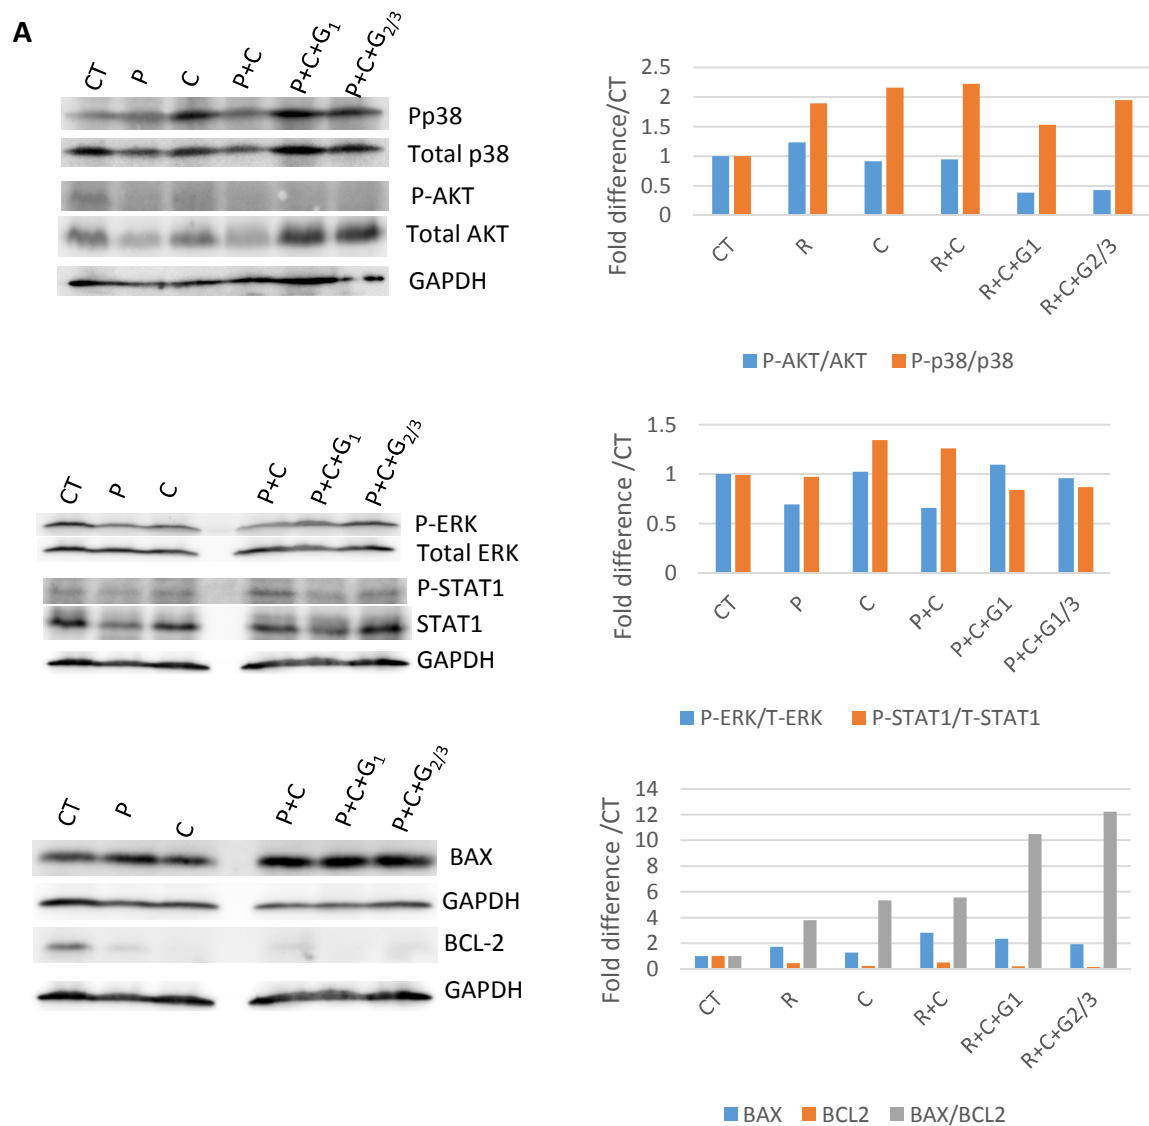 A
CT P C P+C P+C+G1 P+C+G2/3
Pp38
Total p38
P-AKT
Total AKT
GAPDH
Fold difference/CT
2.5
2
1.5
1
0.5
0
CT R C R+C R+C+G1 R+C+G2/3
P-AKT/AKT P-p38/p38
CT P C P+C P+C+G1 P+C+G2/3
P-ERK
Total ERK
P-STAT1
STAT1
GAPDH
Fold difference /CT
1.5
1
0.5
0
CT P C P+C P+C+G1 P+C+G1/3
P-ERK/T-ERK P-STAT1/T-STAT1
CT P C P+C P+C+G1 P+C+G2/3
BAX
GAPDH
BCL-2
GAPDH
Fold difference /CT
14
12
10
8
6
4
2
0
CT R C R+C R+C+G1 R+C+G2/3
BAX BCL2 BAX/BCL2